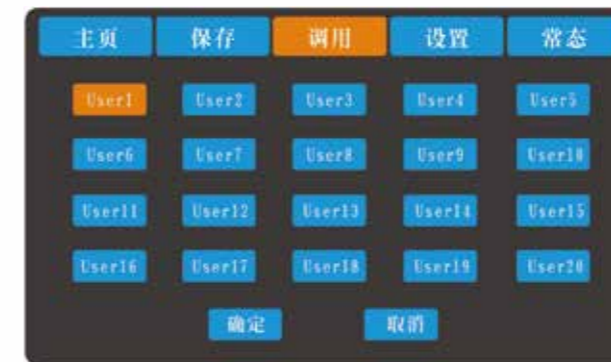 主页 保存 调用 设置 常态
User1 User2 User3 User4 User5
User6 User7 User8 User9 User10
User11 User12 User13 User14 User15
User16 User17 User18 User19 User20
确定 取消